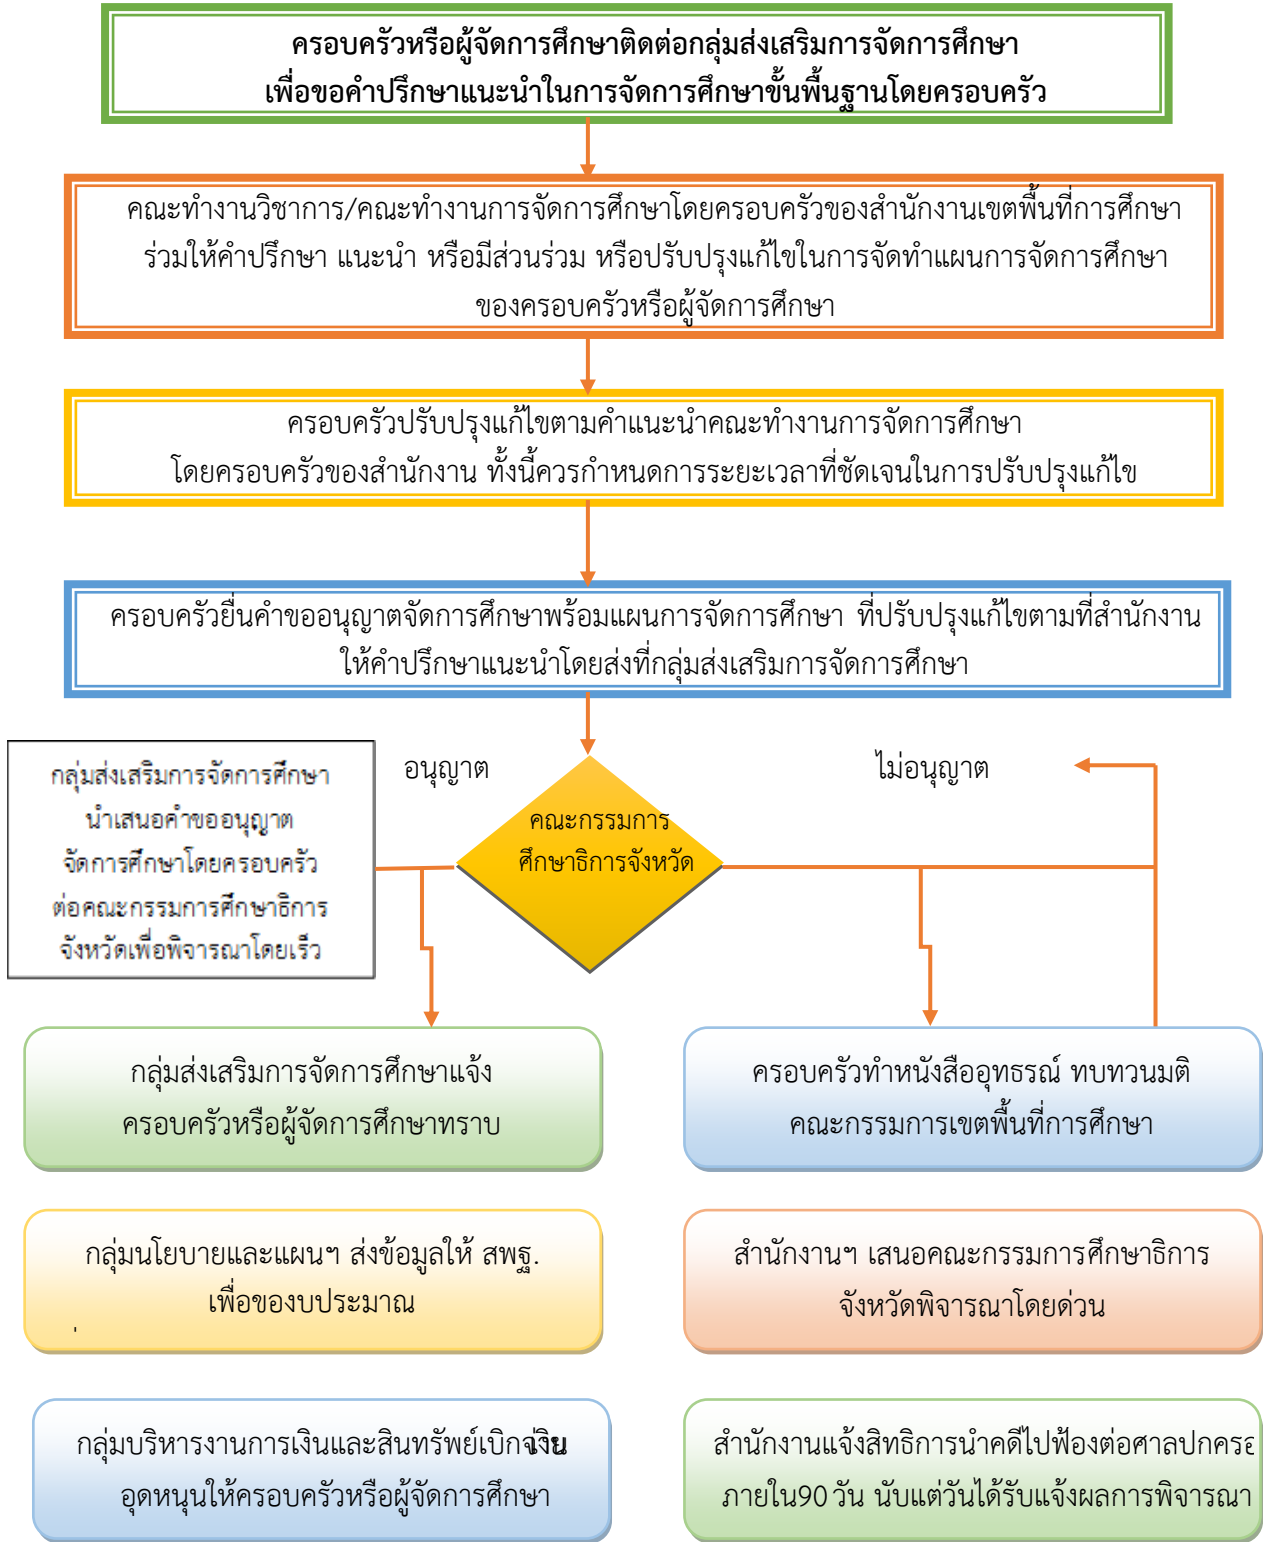 ครอบครัวหรือผู้จัดการศึกษาติดต่อกลุ่มส่งเสริมการจัดการศึกษา
เพื่อขอคำปรึกษาแนะนำในการจัดการศึกษาขั้นพื้นฐานโดยครอบครัว
คณะทำงานวิชาการ/คณะทำงานการจัดการศึกษาโดยครอบครัวของสำนักงานเขตพื้นที่การศึกษา
ร่วมให้คำปรึกษา แนะนำ หรือมีส่วนร่วม หรือปรับปรุงแก้ไขในการจัดทำแผนการจัดการศึกษา
ของครอบครัวหรือผู้จัดการศึกษา
ครอบครัวปรับปรุงแก้ไขตามคำแนะนำคณะทำงานการจัดการศึกษา
โดยครอบครัวของสำนักงาน ทั้งนี้ควรกำหนดการระยะเวลาที่ชัดเจนในการปรับปรุงแก้ไข
ครอบครัวยื่นคำขออนุญาตจัดการศึกษาพร้อมแผนการจัดการศึกษา ที่ปรับปรุงแก้ไขตามที่สำนักงาน
ให้คำปรึกษาแนะนำโดยส่งที่กลุ่มส่งเสริมการจัดการศึกษา
กลุ่มส่งเสริมการจัดการศึกษา
นำเสนอคำขออนุญาต
จัดการศึกษาโดยครอบครัว
ต่อคณะกรรมการศึกษาธิการ
จังหวัดเพื่อพิจารณาโดยเร็ว
อนุญาต
คณะกรรมการ
ศึกษาธิการจังหวัด
ไม่อนุญาต
กลุ่มส่งเสริมการจัดการศึกษาแจ้ง
ครอบครัวหรือผู้จัดการศึกษาทราบ
ครอบครัวทำหนังสืออุทธรณ์ ทบทวนมติ
คณะกรรมการเขตพื้นที่การศึกษา
กลุ่มนโยบายและแผนฯ ส่งข้อมูลให้ สพฐ.
เพื่อของบประมาณ
สำนักงานฯ เสนอคณะกรรมการศึกษาธิการ
จังหวัดพิจารณาโดยด่วน
กลุ่มบริหารงานการเงินและสินทรัพย์เบิกจ่าย
อุดหนุนให้ครอบครัวหรือผู้จัดการศึกษา
สำนักงานแจ้งสิทธิการนำคดีไปฟ้องต่อศาลปกครอ
ภายใน90 วัน นับแต่วันได้รับแจ้งผลการพิจารณา